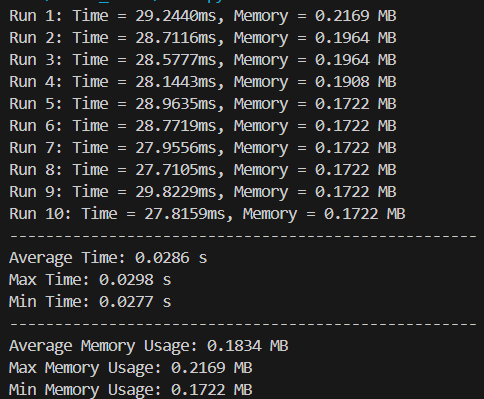 Run 1: Time = 29.2440ms, Memory = 0.2169 MB
Run 2: Time = 28.7116ms, Memory = 0.1964 MB
Run 3: Time = 28.5777ms, Memory = 0.1964 MB
Run 4: Time = 28.1443ms, Memory = 0.1908 MB
Run 5: Time = 28.9635ms, Memory = 0.1722 MB
Run 6: Time = 28.7719ms, Memory = 0.1722 MB
Run 7: Time = 27.9556ms, Memory = 0.1722 MB
Run 8: Time = 27.7105ms, Memory = 0.1722 MB
Run 9: Time = 29.8229ms, Memory = 0.1722 MB
Run 10: Time = 27.8159ms, Memory = 0.1722 MB
----------------------------------------------------
Average Time: 0.0286 s
Max Time: 0.0298 s
Min Time: 0.0277 s
----------------------------------------------------
Average Memory Usage: 0.1834 MB
Max Memory Usage: 0.2169 MB
Min Memory Usage: 0.1722 MB